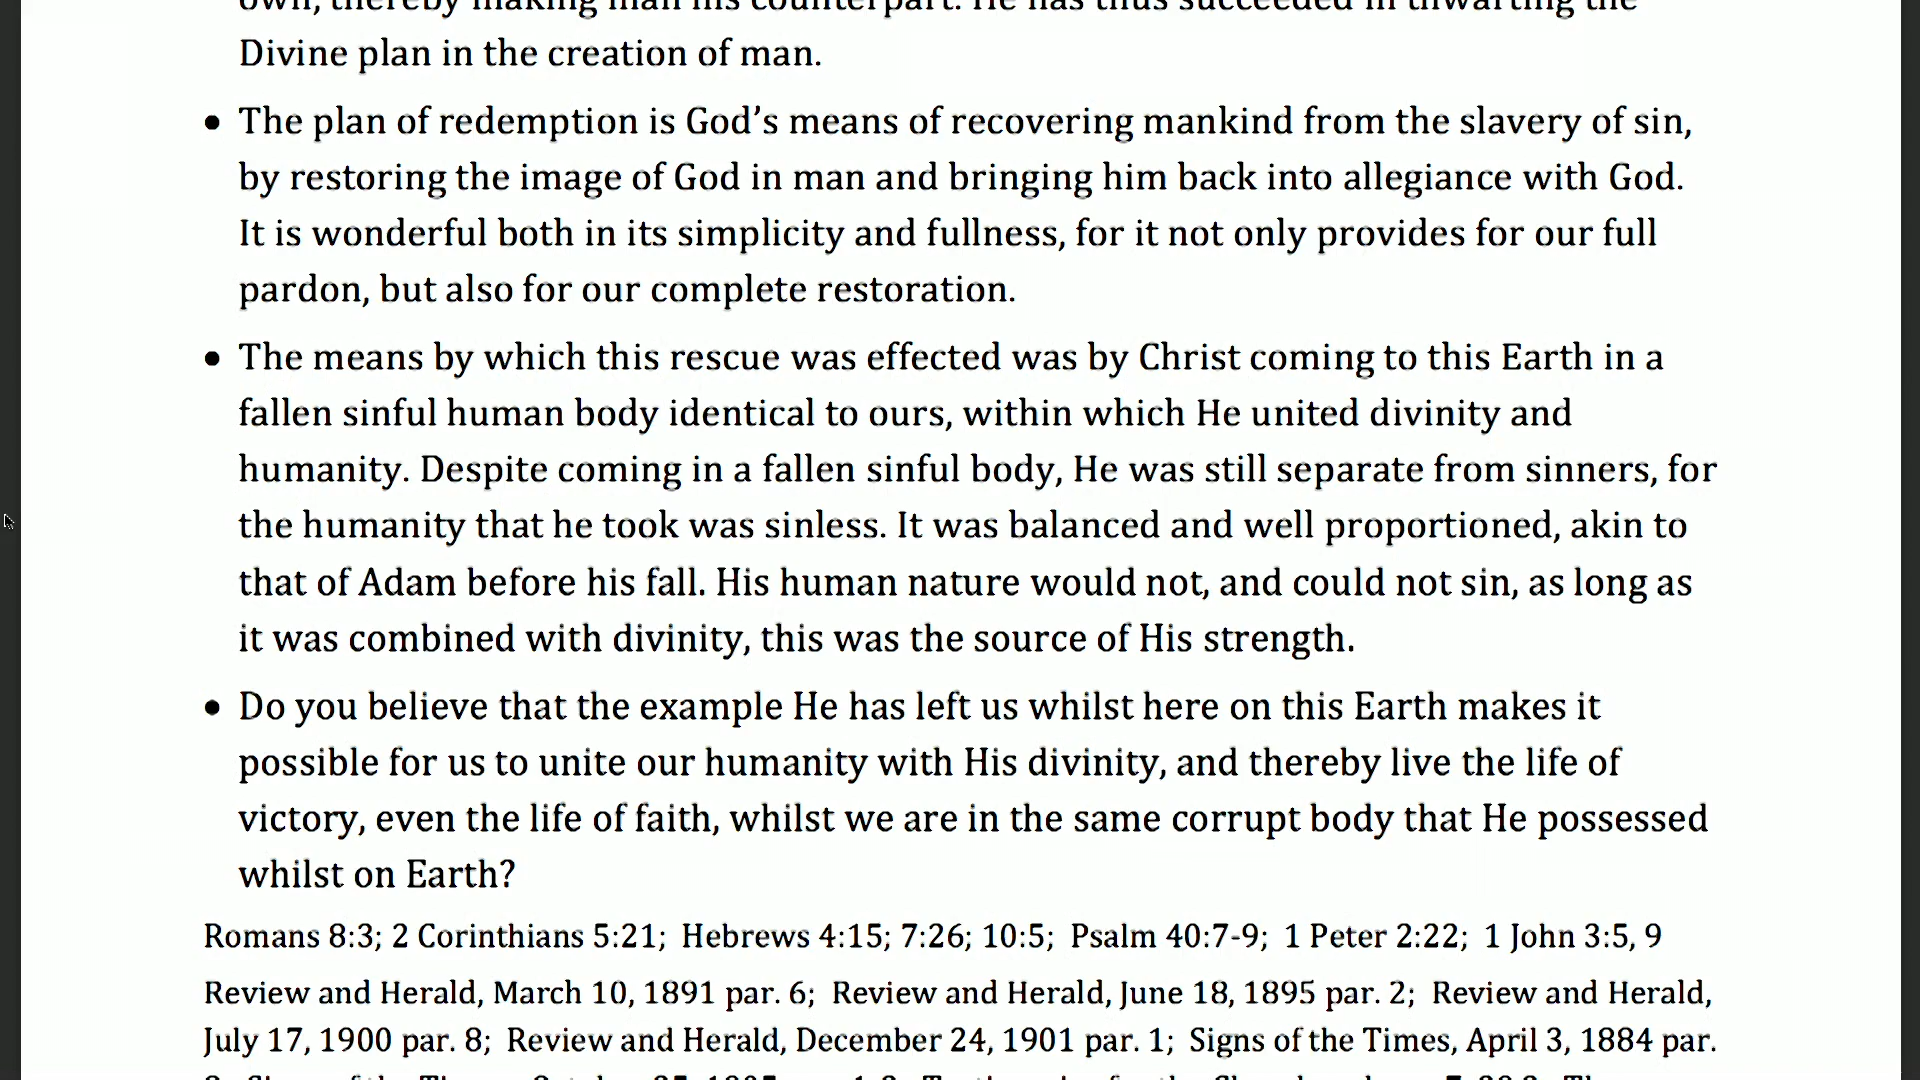 own, thereby making man his counterpart. He has thus succeeded in thwarting the
Divine plan in the creation of man.
• The plan of redemption is God’s means of recovering mankind from the slavery of sin,
by restoring the image of God in man and bringing him back into allegiance with God.
It is wonderful both in its simplicity and fullness, for it not only provides for our full
pardon, but also for our complete restoration.
• The means by which this rescue was effected was by Christ coming to this Earth in a
fallen sinful human body identical to ours, within which He united divinity and
humanity. Despite coming in a fallen sinful body, He was still separate from sinners, for
the humanity that he took was sinless. It was balanced and well proportioned, akin to
that of Adam before his fall. His human nature would not, and could not sin, as long as
it was combined with divinity, this was the source of His strength.
• Do you believe that the example He has left us whilst here on this Earth makes it
possible for us to unite our humanity with His divinity, and thereby live the life of
victory, even the life of faith, whilst we are in the same corrupt body that He possessed
whilst on Earth?
Romans 8:3; 2 Corinthians 5:21; Hebrews 4:15; 7:26; 10:5; Psalm 40:7-9; 1 Peter 2:22; 1 John 3:5, 9
Review and Herald, March 10, 1891 par. 6; Review and Herald, June 18, 1895 par. 2; Review and Herald,
July 17, 1900 par. 8; Review and Herald, December 24, 1901 par. 1; Signs of the Times, April 3, 1884 par.